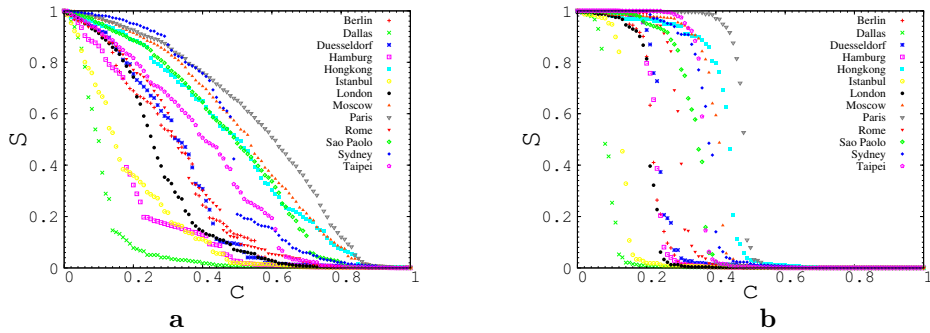 1
0.8
0.6
0.4
0.2
0
S
0 0.2 0.4 0.6 0.8 1
C
Berlin
Dallas
Duesseldorf
Hamburg
Hongkong
Istanbul
London
Moscow
Paris
Rome
Sao Paolo
Sydney
Taipei
a
1
0.8
0.6
0.4
0.2
0
S
0 0.2 0.4 0.6 0.8 1
C
Berlin
Dallas
Duesseldorf
Hamburg
Hongkong
Istanbul
London
Moscow
Paris
Rome
Sao Paolo
Sydney
Taipei
b